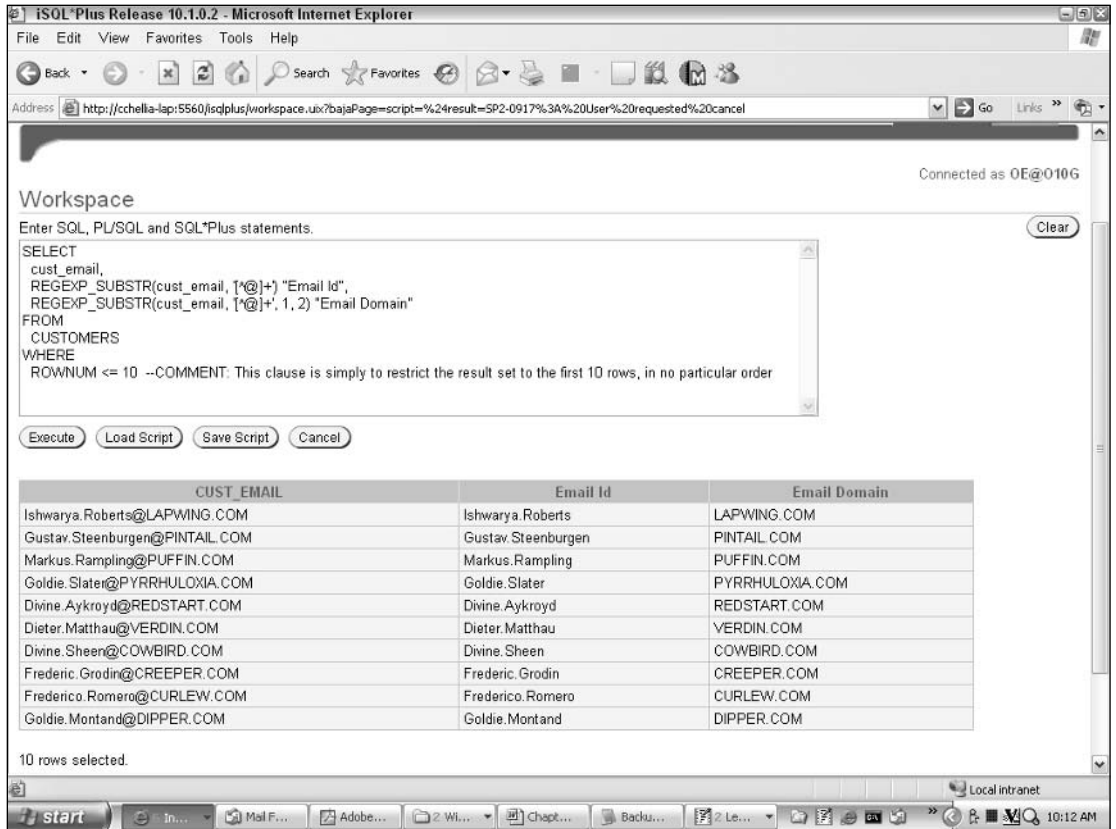 iSQL*Plus Release 10.1.0.2 - Microsoft Internet Explorer
File Edit View Favorites Tools Help
Back Search Favorites
Address http://cchellia-lap:5560/isqlplus/workspace.uix?bajaPage=script=%24result=SP2-0917%3A%20User%20requested%20cancel Go Links »
Connected as OE@O10G
Workspace
Enter SQL, PL/SQL and SQL*Plus statements. Clear
SELECT
cust_email,
REGEXP_SUBSTR(cust_email, '[^@]+') "Email Id",
REGEXP_SUBSTR(cust_email, '[^@]+', 1, 2) "Email Domain"
FROM
CUSTOMERS
WHERE
ROWNUM <= 10 --COMMENT: This clause is simply to restrict the result set to the first 10 rows, in no particular order
Execute Load Script Save Script Cancel
CUST_EMAIL Email Id Email Domain
Ishwarya.Roberts@LAPWING.COM Ishwarya.Roberts LAPWING.COM
Gustav.Steenburgen@PINTAIL.COM Gustav.Steenburgen PINTAIL.COM
Markus.Rampling@PUFFIN.COM Markus.Rampling PUFFIN.COM
Goldie.Slater@PYRRHULOXIA.COM Goldie.Slater PYRRHULOXIA.COM
Divine.Aykroyd@REDSTART.COM Divine.Aykroyd REDSTART.COM
Dieter.Matthau@VERDIN.COM Dieter.Matthau VERDIN.COM
Divine.Sheen@COWBIRD.COM Divine.Sheen COWBIRD.COM
Frederic.Grodin@CREEPER.COM Frederic.Grodin CREEPER.COM
Frederico.Romero@CURLEW.COM Frederico.Romero CURLEW.COM
Goldie.Montand@DIPPER.COM Goldie.Montand DIPPER.COM
10 rows selected.
Local intranet
start In... Mail F... Adobe... 2 Wi... Chapt... Backu... 2 Le... » 10:12 AM